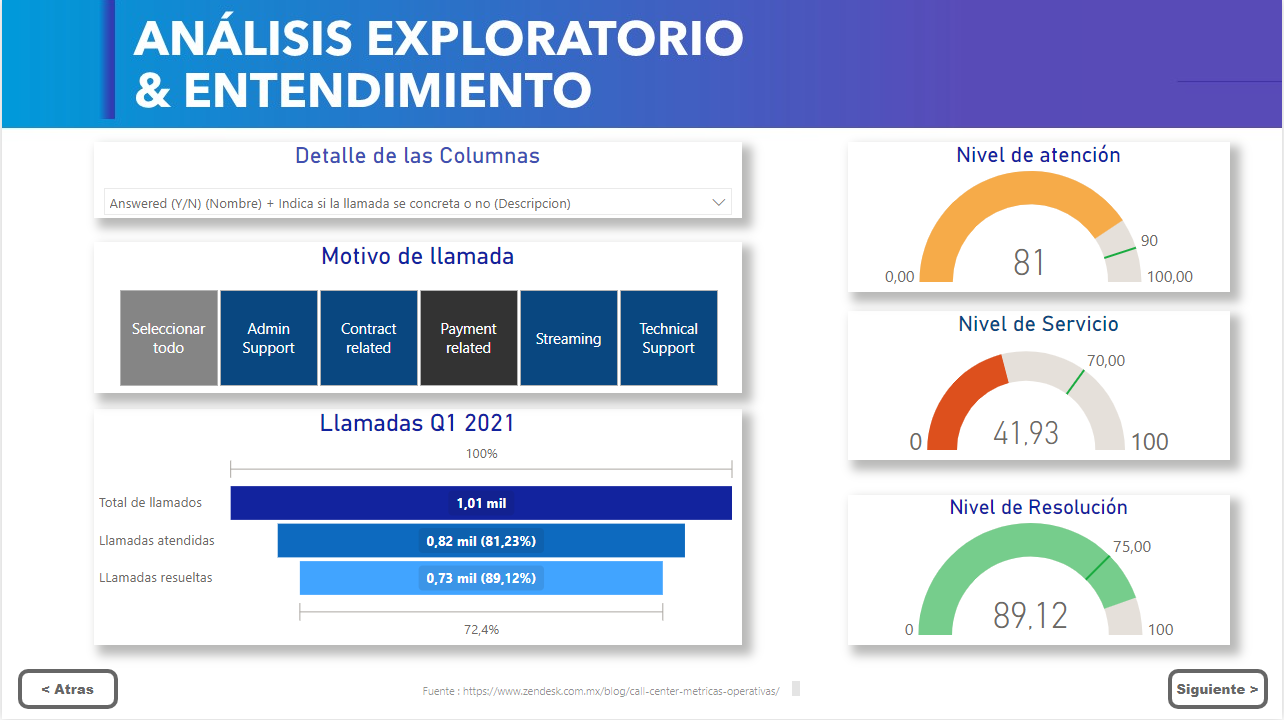 ANÁLISIS EXPLORATORIO
& ENTENDIMIENTO
Detalle de las Columnas
Answered (Y/N) (Nombre) + Indica si la llamada se concreta o no (Descripcion)
Motivo de llamada
Seleccionar
todo
Admin
Support
Contract
related
Payment
related
Streaming
Technical
Support
Llamadas Q1 2021
100%
Total de llamados
1,01 mil
Llamadas atendidas
0,82 mil (81,23%)
LLamadas resueltas
0,73 mil (89,12%)
72,4%
Nivel de atención
90
81
0,00
100,00
Nivel de Servicio
70,00
41,93
0
100
Nivel de Resolución
75,00
89,12
0
100
< Atras
Fuente : https://www.zendesk.com.mx/blog/call-center-metricas-operativas/
Siguiente >